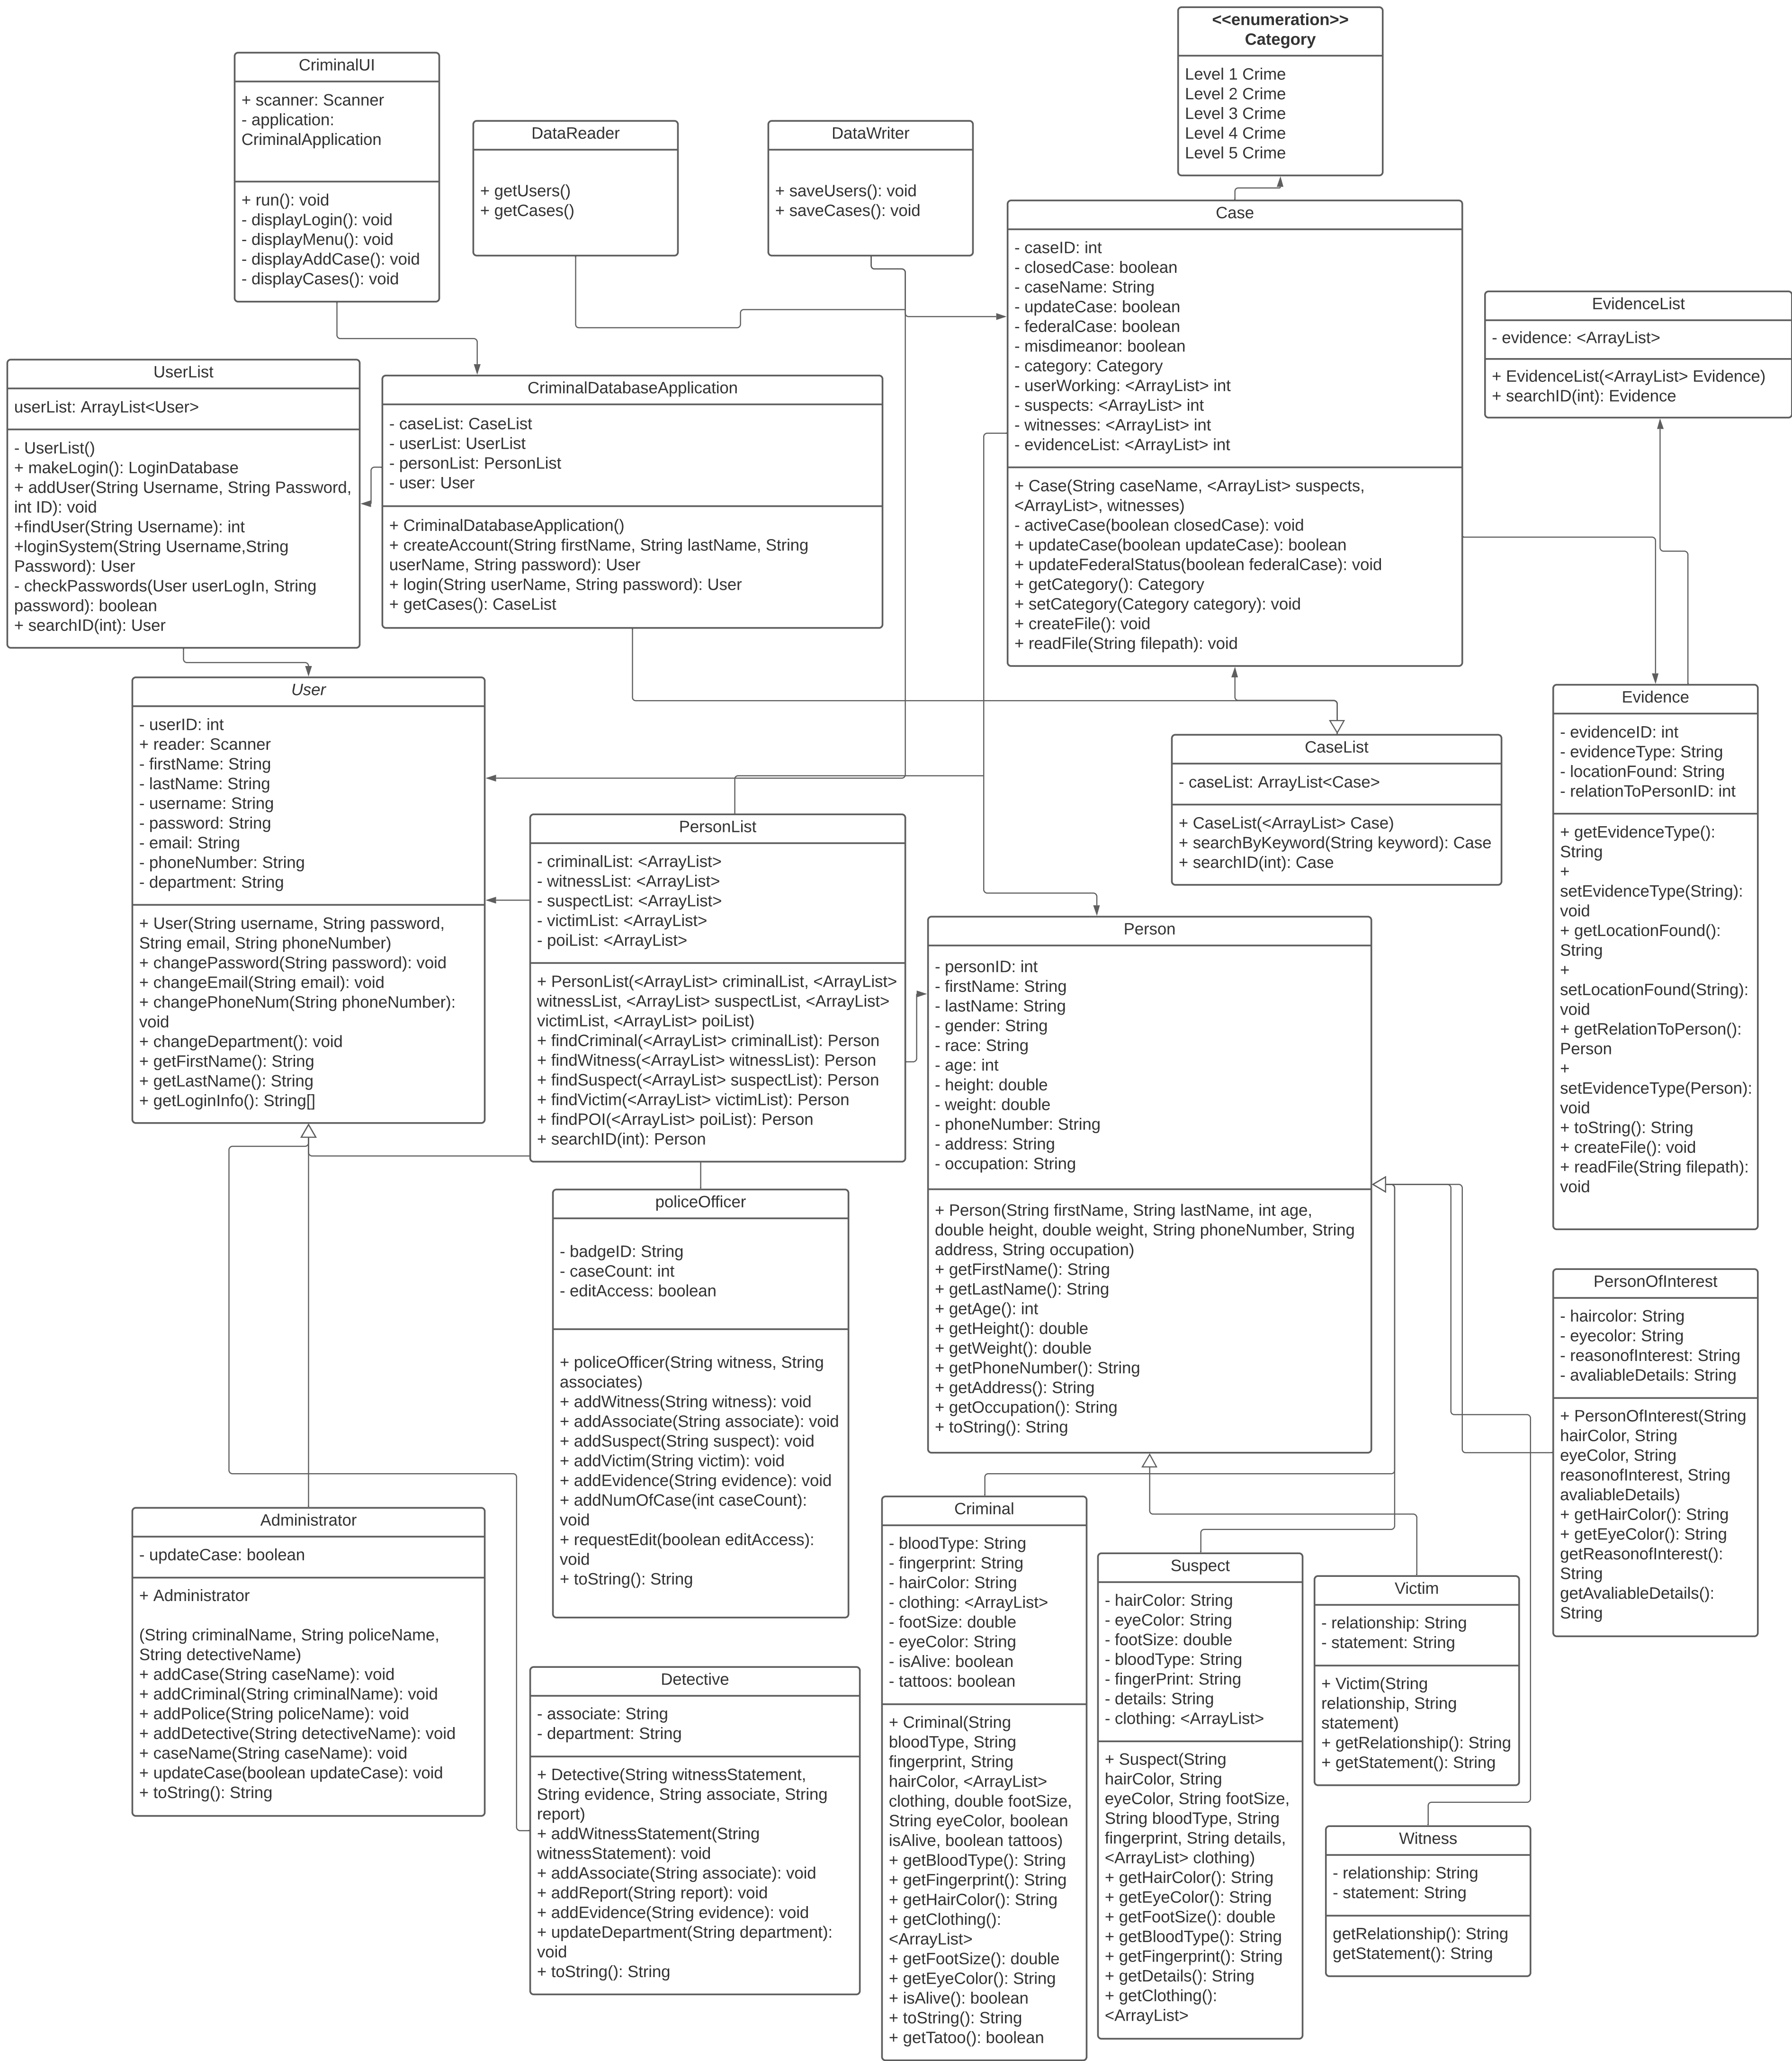 <<enumeration>>
Category
Level 1 Crime
Level 2 Crime
Level 3 Crime
Level 4 Crime
Level 5 Crime
CriminalUI
+ scanner: Scanner
- application:
CriminalApplication
+ run(): void
- displayLogin(): void
- displayMenu(): void
- displayAddCase(): void
- displayCases(): void
DataReader
+ getUsers()
+ getCases()
DataWriter
+ saveUsers(): void
+ saveCases(): void
Case
- caseID: int
- closedCase: boolean
- caseName: String
- updateCase: boolean
- federalCase: boolean
- misdimeanor: boolean
- category: Category
- userWorking: <ArrayList> int
- suspects: <ArrayList> int
- witnesses: <ArrayList> int
- evidenceList: <ArrayList> int
+ Case(String caseName, <ArrayList> suspects,
<ArrayList>, witnesses)
- activeCase(boolean closedCase): void
+ updateCase(boolean updateCase): boolean
+ updateFederalStatus(boolean federalCase): void
+ getCategory(): Category
+ setCategory(Category category): void
+ createFile(): void
+ readFile(String filepath): void
EvidenceList
- evidence: <ArrayList>
+ EvidenceList(<ArrayList> Evidence)
+ searchID(int): Evidence
UserList
userList: ArrayList<User>
- UserList()
+ makeLogin(): LoginDatabase
+ addUser(String Username, String Password,
int ID): void
+findUser(String Username): int
+loginSystem(String Username,String
Password): User
- checkPasswords(User userLogIn, String
password): boolean
+ searchID(int): User
CriminalDatabaseApplication
- caseList: CaseList
- userList: UserList
- personList: PersonList
- user: User
+ CriminalDatabaseApplication()
+ createAccount(String firstName, String lastName, String
userName, String password): User
+ login(String userName, String password): User
+ getCases(): CaseList
User
- userID: int
+ reader: Scanner
- firstName: String
- lastName: String
- username: String
- password: String
- email: String
- phoneNumber: String
- department: String
+ User(String username, String password,
String email, String phoneNumber)
+ changePassword(String password): void
+ changeEmail(String email): void
+ changePhoneNum(String phoneNumber):
void
+ changeDepartment(): void
+ getFirstName(): String
+ getLastName(): String
+ getLoginInfo(): String[]
CaseList
- caseList: ArrayList<Case>
+ CaseList(<ArrayList> Case)
+ searchByKeyword(String keyword): Case
+ searchID(int): Case
Evidence
- evidenceID: int
- evidenceType: String
- locationFound: String
- relationToPersonID: int
+ getEvidenceType():
String
+
setEvidenceType(String):
void
+ getLocationFound():
String
+
setLocationFound(String):
void
+ getRelationToPerson():
Person
+
setEvidenceType(Person):
void
+ toString(): String
+ createFile(): void
+ readFile(String filepath):
void
PersonList
- criminalList: <ArrayList>
- witnessList: <ArrayList>
- suspectList: <ArrayList>
- victimList: <ArrayList>
- poiList: <ArrayList>
+ PersonList(<ArrayList> criminalList, <ArrayList>
witnessList, <ArrayList> suspectList, <ArrayList>
victimList, <ArrayList> poiList)
+ findCriminal(<ArrayList> criminalList): Person
+ findWitness(<ArrayList> witnessList): Person
+ findSuspect(<ArrayList> suspectList): Person
+ findVictim(<ArrayList> victimList): Person
+ findPOI(<ArrayList> poiList): Person
+ searchID(int): Person
Person
- personID: int
- firstName: String
- lastName: String
- gender: String
- race: String
- age: int
- height: double
- weight: double
- phoneNumber: String
- address: String
- occupation: String
+ Person(String firstName, String lastName, int age,
double height, double weight, String phoneNumber, String
address, String occupation)
+ getFirstName(): String
+ getLastName(): String
+ getAge(): int
+ getHeight(): double
+ getWeight(): double
+ getPhoneNumber(): String
+ getAddress(): String
+ getOccupation(): String
+ toString(): String
policeOfficer
- badgeID: String
- caseCount: int
- editAccess: boolean
+ policeOfficer(String witness, String
associates)
+ addWitness(String witness): void
+ addAssociate(String associate): void
+ addSuspect(String suspect): void
+ addVictim(String victim): void
+ addEvidence(String evidence): void
+ addNumOfCase(int caseCount):
void
+ requestEdit(boolean editAccess):
void
+ toString(): String
PersonOfInterest
- haircolor: String
- eyecolor: String
- reasonofInterest: String
- avaliableDetails: String
+ PersonOfInterest(String
hairColor, String
eyeColor, String
reasonofInterest, String
avaliableDetails)
+ getHairColor(): String
+ getEyeColor(): String
getReasonofInterest():
String
getAvaliableDetails():
String
Administrator
- updateCase: boolean
+ Administrator
(String criminalName, String policeName,
String detectiveName)
+ addCase(String caseName): void
+ addCriminal(String criminalName): void
+ addPolice(String policeName): void
+ addDetective(String detectiveName): void
+ caseName(String caseName): void
+ updateCase(boolean updateCase): void
+ toString(): String
Detective
- associate: String
- department: String
+ Detective(String witnessStatement,
String evidence, String associate, String
report)
+ addWitnessStatement(String
witnessStatement): void
+ addAssociate(String associate): void
+ addReport(String report): void
+ addEvidence(String evidence): void
+ updateDepartment(String department):
void
+ toString(): String
Criminal
- bloodType: String
- fingerprint: String
- hairColor: String
- clothing: <ArrayList>
- footSize: double
- eyeColor: String
- isAlive: boolean
- tattoos: boolean
+ Criminal(String
bloodType, String
fingerprint, String
hairColor, <ArrayList>
clothing, double footSize,
String eyeColor, boolean
isAlive, boolean tattoos)
+ getBloodType(): String
+ getFingerprint(): String
+ getHairColor(): String
+ getClothing():
<ArrayList>
+ getFootSize(): double
+ getEyeColor(): String
+ isAlive(): boolean
+ toString(): String
+ getTatoo(): boolean
Suspect
- hairColor: String
- eyeColor: String
- footSize: double
- bloodType: String
- fingerPrint: String
- details: String
- clothing: <ArrayList>
+ Suspect(String
hairColor, String
eyeColor, String footSize,
String bloodType, String
fingerprint, String details,
<ArrayList> clothing)
+ getHairColor(): String
+ getEyeColor(): String
+ getFootSize(): double
+ getBloodType(): String
+ getFingerprint(): String
+ getDetails(): String
+ getClothing():
<ArrayList>
Victim
- relationship: String
- statement: String
+ Victim(String
relationship, String
statement)
+ getRelationship(): String
+ getStatement(): String
Witness
- relationship: String
- statement: String
getRelationship(): String
getStatement(): String